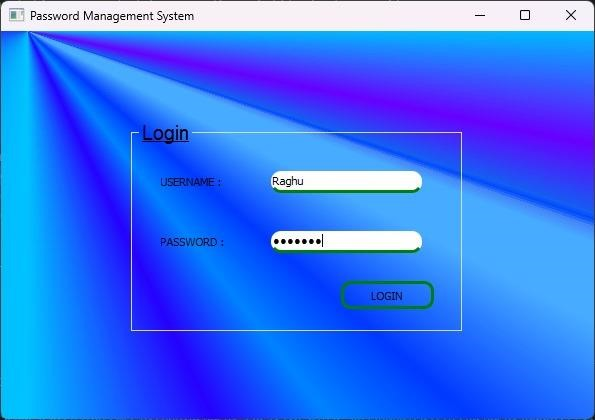 Password Management System
Login
USERNAME :
Raghu
PASSWORD :
●●●●●●●
LOGIN